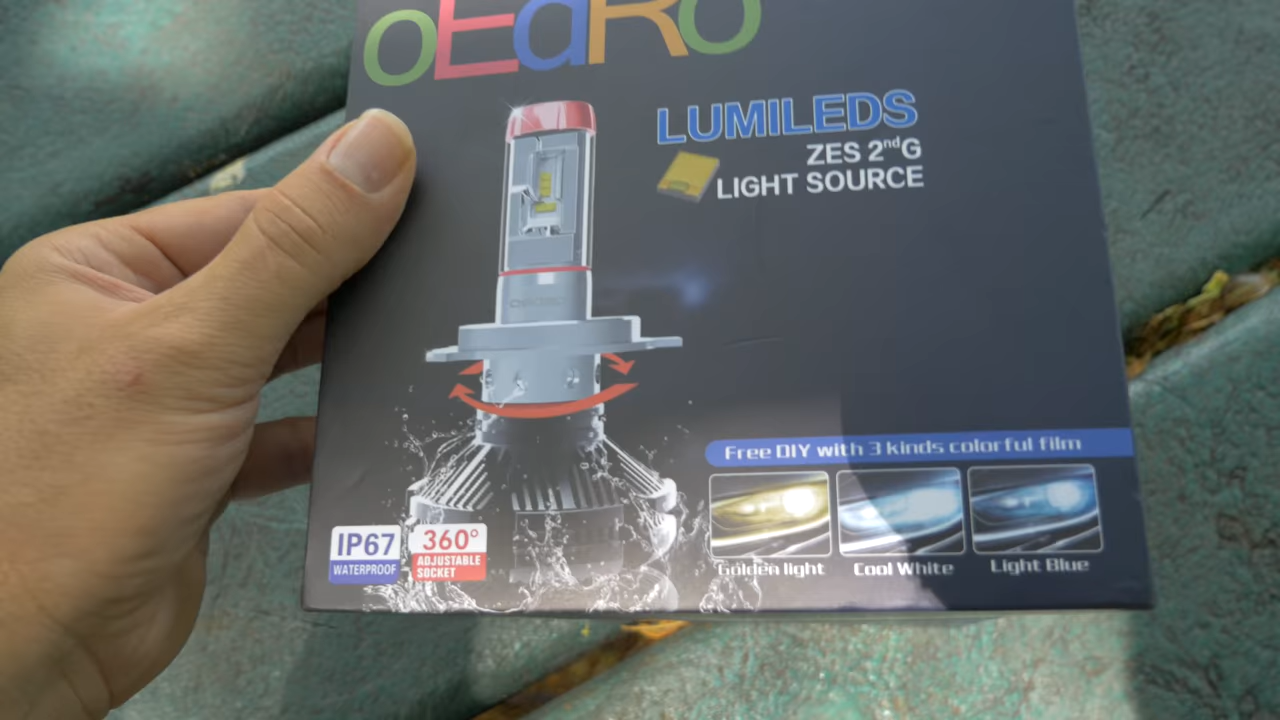 oEdRo
LUMILEDS
ZES 2ndG
LIGHT SOURCE
Free DIY with 3 kinds colorful film
Golden light
Cool White
Light Blue
IP67
WATERPROOF
360°
ADJUSTABLE
SOCKET